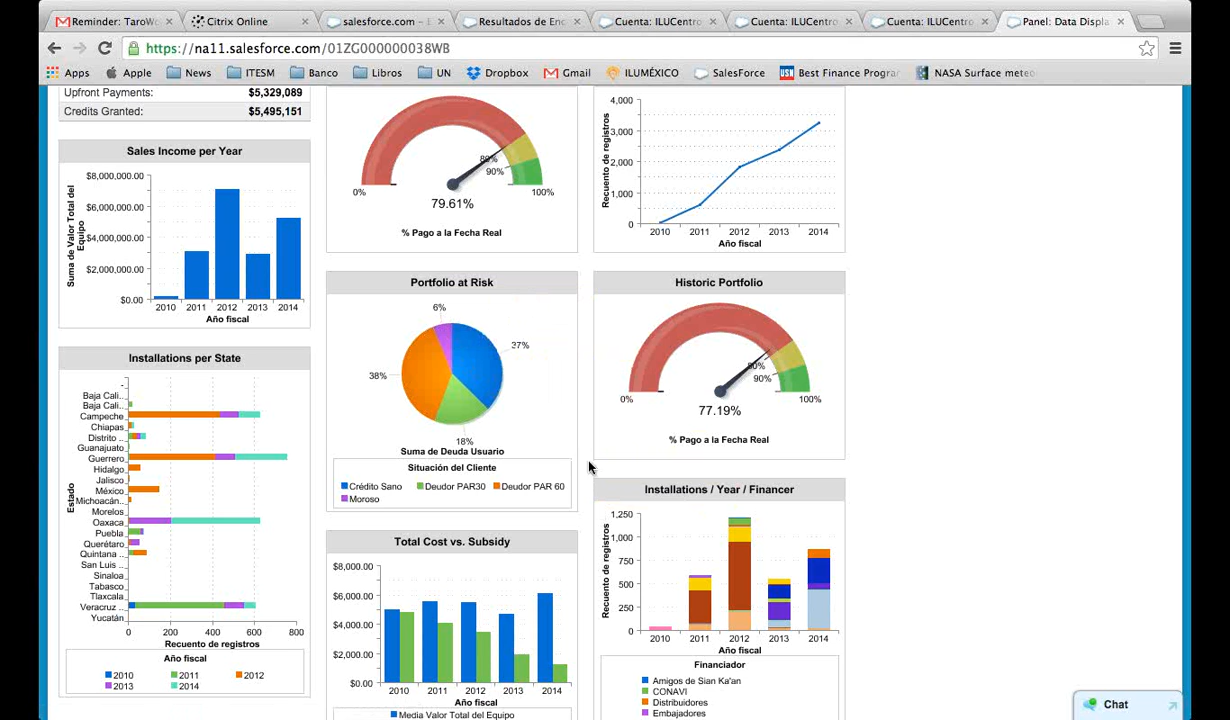 Reminder: TaroWo
Citrix Online
salesforce.com – E
Resultados de Enc
Cuenta: ILUCentro
Cuenta: ILUCentro
Cuenta: ILUCentro
Panel: Data Displa
https://na11.salesforce.com/01ZG000000038WB
Apps
Apple
News
ITESM
Banco
Libros
UN
Dropbox
Gmail
ILUMÉXICO
SalesForce
Best Finance Progra
NASA Surface meteo
Upfront Payments: $5,329,089
Credits Granted: $5,495,151
Sales Income per Year
Suma de Valor Total del Equipo
$8,000,000.00
$6,000,000.00
$4,000,000.00
$2,000,000.00
$0.00
2010 2011 2012 2013 2014
Año fiscal
Installations per State
Estado
-
Baja Cali..
Baja Cali..
Campeche
Chiapas
Distrito ..
Guanajuato
Guerrero
Hidalgo
Jalisco
México
Michoacán..
Morelos
Oaxaca
Puebla
Querétaro
Quintana ..
San Luis ..
Sinaloa
Tabasco
Tlaxcala
Veracruz ..
Yucatán
0 200 400 600 800
Recuento de registros
Año fiscal
2010 2011 2012
2013 2014
80%
90%
0% 100%
79.61%
% Pago a la Fecha Real
Portfolio at Risk
6%
37%
38%
18%
Suma de Deuda Usuario
Situación del Cliente
Crédito Sano Deudor PAR30 Deudor PAR 60
Moroso
Total Cost vs. Subsidy
$8,000.00
$6,000.00
$4,000.00
$2,000.00
$0.00
2010 2011 2012 2013 2014
Año fiscal
Media Valor Total del Equipo
Recuento de registros
4,000
3,000
2,000
1,000
0
2010 2011 2012 2013 2014
Año fiscal
Historic Portfolio
80%
90%
0% 100%
77.19%
% Pago a la Fecha Real
Installations / Year / Financer
Recuento de registros
1,250
1,000
750
500
250
0
2010 2011 2012 2013 2014
Año fiscal
Financiador
Amigos de Sian Ka'an
CONAVI
Distribuidores
Embajadores
Chat